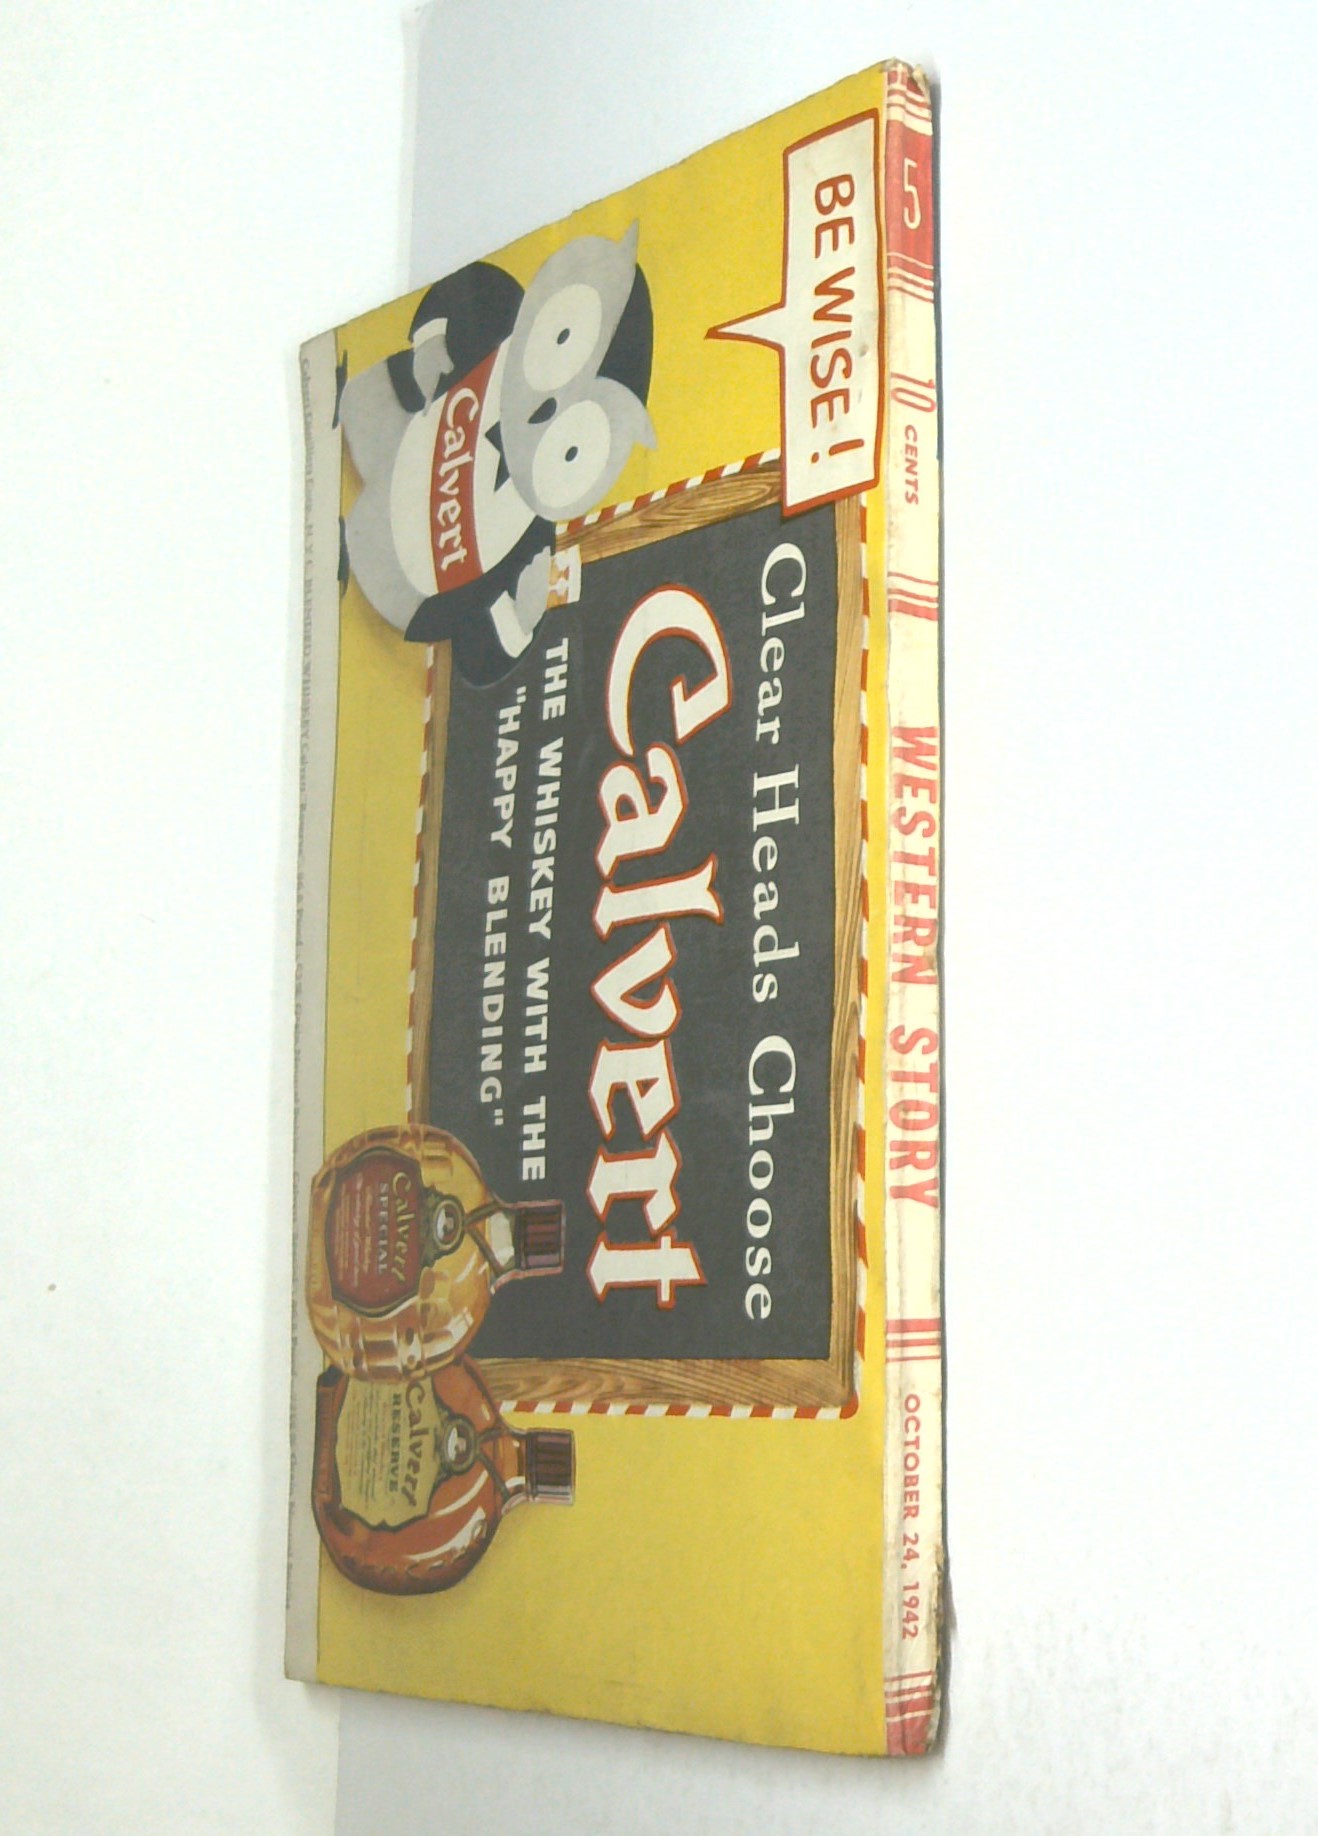 5
10 CENTS
WESTERN STORY
OCTOBER 24, 1942
BE WISE!
Clear Heads Choose
Calvert
THE WHISKEY WITH THE
"HAPPY BLENDING"
Calvert
Calvert
SPECIAL
Calvert
RESERVE